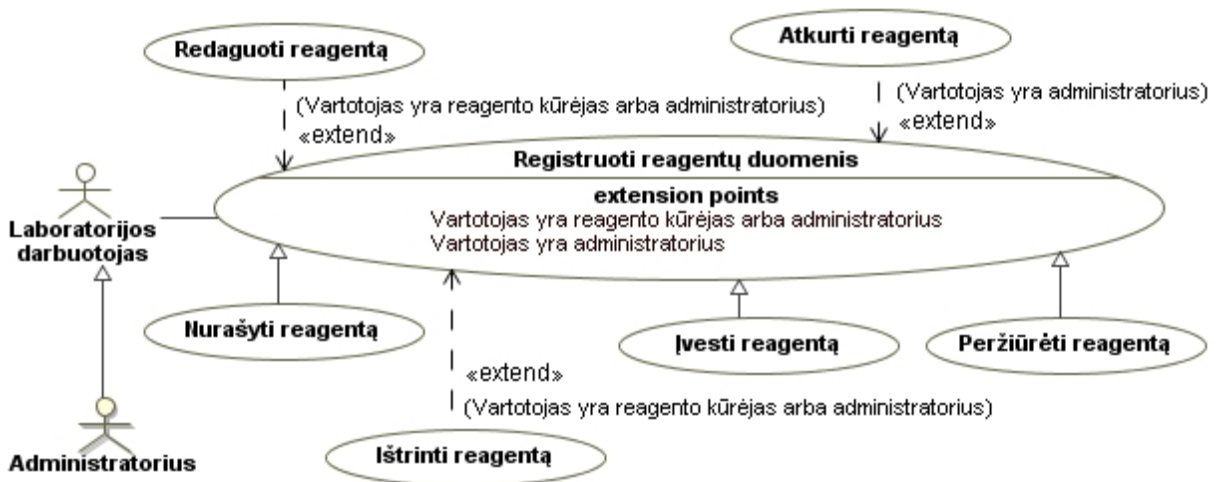 Redaguoti reagentą
Atkurti reagentą
(Vartotojas yra reagento kūrėjas arba administratorius)
«extend»
(Vartotojas yra administratorius)
«extend»
Registruoti reagentų duomenis
extension points
Vartotojas yra reagento kūrėjas arba administratorius
Vartotojas yra administratorius
Laboratorijos
darbuotojas
Nurašyti reagentą
Įvesti reagentą
Peržiūrėti reagentą
«extend»
(Vartotojas yra reagento kūrėjas arba administratorius)
Ištrinti reagentą
Administratorius